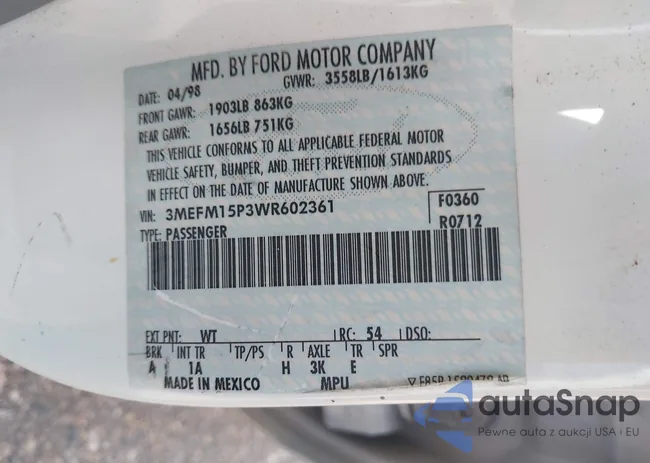 MFD. BY FORD MOTOR COMPANY
DATE: 04/98 GVWR: 3558LB/1613KG
FRONT GAWR: 1903LB 863KG
REAR GAWR: 1656LB 751KG
THIS VEHICLE CONFORMS TO ALL APPLICABLE FEDERAL MOTOR
VEHICLE SAFETY, BUMPER, AND THEFT PREVENTION STANDARDS
IN EFFECT ON THE DATE OF MANUFACTURE SHOWN ABOVE.
VIN: 3MEFM15P3WR602361 F0360
TYPE: PASSENGER R0712
EXT PNT: WT RC: 54 DSO:
BRK INT TR TP/PS R AXLE TR SPR
A 1A H 3K E
MADE IN MEXICO MPU
autaSnap
Pewne auta z aukcji USA i EU